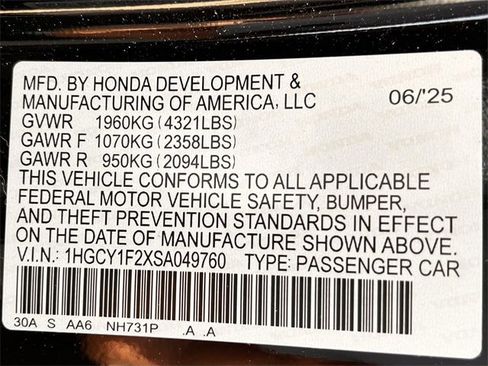 MFD. BY HONDA DEVELOPMENT &
MANUFACTURING OF AMERICA, LLC 06/'25
GVWR 1960KG (4321LBS)
GAWR F 1070KG (2358LBS)
GAWR R 950KG (2094LBS)
THIS VEHICLE CONFORMS TO ALL APPLICABLE
FEDERAL MOTOR VEHICLE SAFETY, BUMPER,
AND THEFT PREVENTION STANDARDS IN EFFECT
ON THE DATE OF MANUFACTURE SHOWN ABOVE.
V.I.N.: 1HGCY1F2XSA049760 TYPE: PASSENGER CAR
30A S AA6 NH731P .A .A